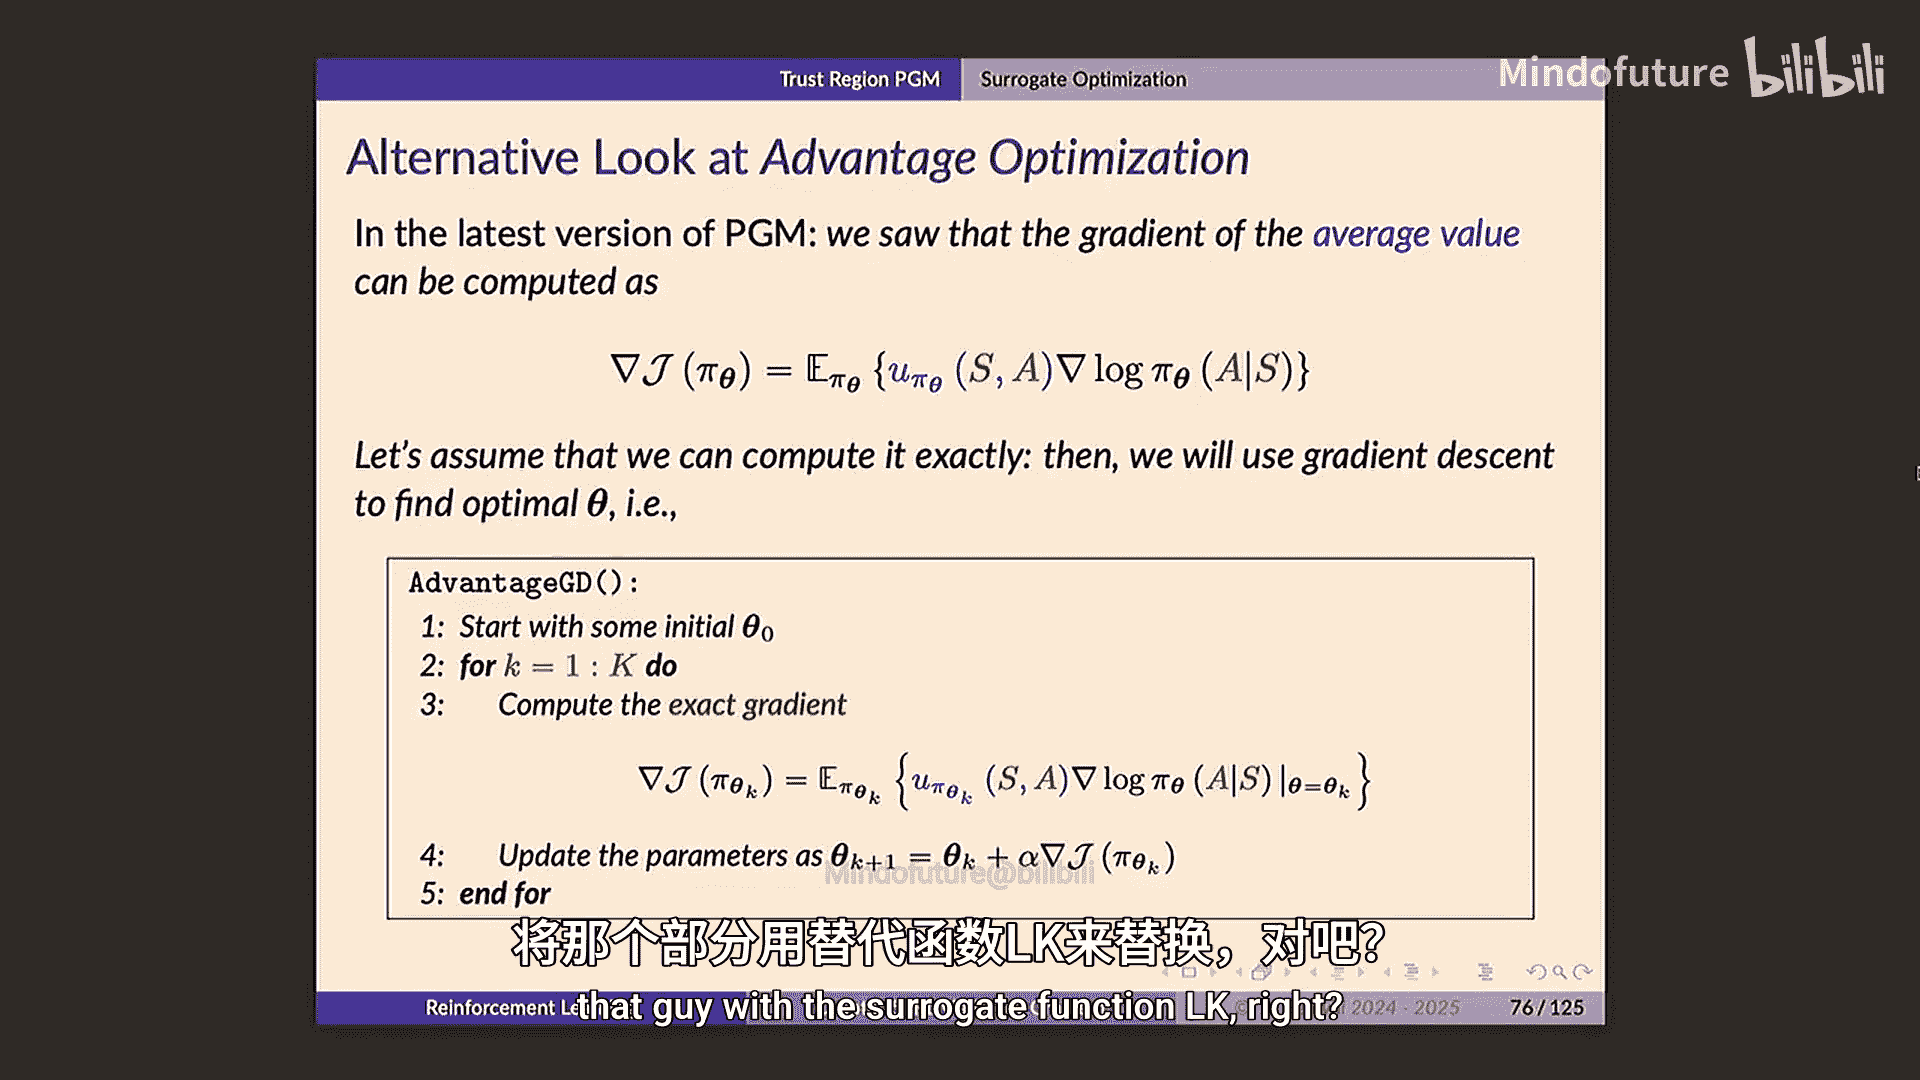 Trust Region PGM
Surrogate Optimization
Mindofuture bilibili
Alternative Look at Advantage Optimization
In the latest version of PGM: we saw that the gradient of the average value
can be computed as
∇𝒥(π_θ) = 𝔼_{π_θ} {u_{π_θ}(S, A)∇ log π_θ(A|S)}
Let's assume that we can compute it exactly: then, we will use gradient descent
to find optimal θ, i.e.,
AdvantageGD():
1: Start with some initial θ₀
2: for k = 1 : K do
3: Compute the exact gradient
∇𝒥(π_{θ_k}) = 𝔼_{π_{θ_k}} {u_{π_{θ_k}}(S, A)∇ log π_θ(A|S)|_{θ=θ_k}}
4: Update the parameters as θ_{k+1} = θ_k + α∇𝒥(π_{θ_k})
Mindofuture@bilibili
5: end for
将那个部分用替代函数LK来替换，对吧？
that guy with the surrogate function LK, right?
Reinforcement
2024 - 2025
76 / 125